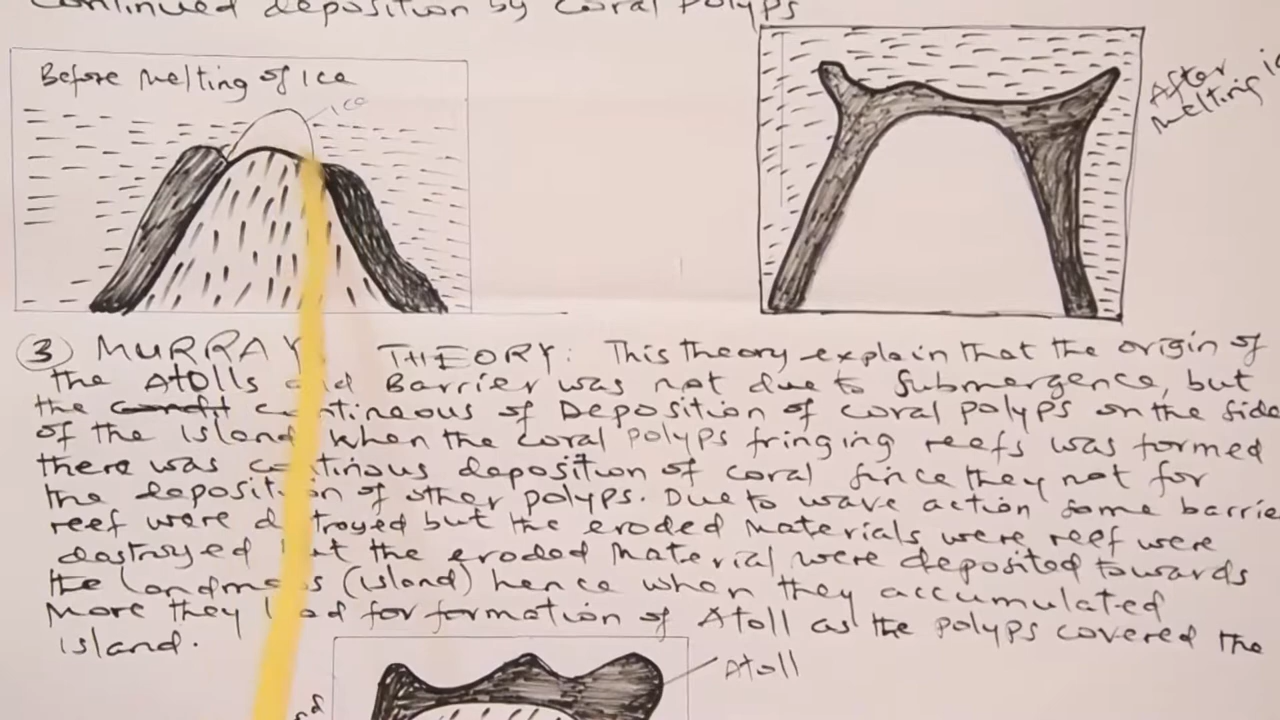 continued deposition by coral polyps
Before melting of Ice
ice
After
melting
③ MURRAY THEORY: This theory explain that the origin of
the Atolls and Barrier was not due to submergence, but
the contineous of Deposition of coral polyps on the side
of the island when the coral polyps fringing reefs was formed
there was continous deposition of coral since they not for
the deposition of other polyps. Due to wave action some barrie
reef were destroyed but the eroded materials were reef were
destroyed but the eroded material were deposited towards
the landmass (island) hence when they accumulated
more they lead for formation of Atoll as the polyps covered the
island.
Atoll